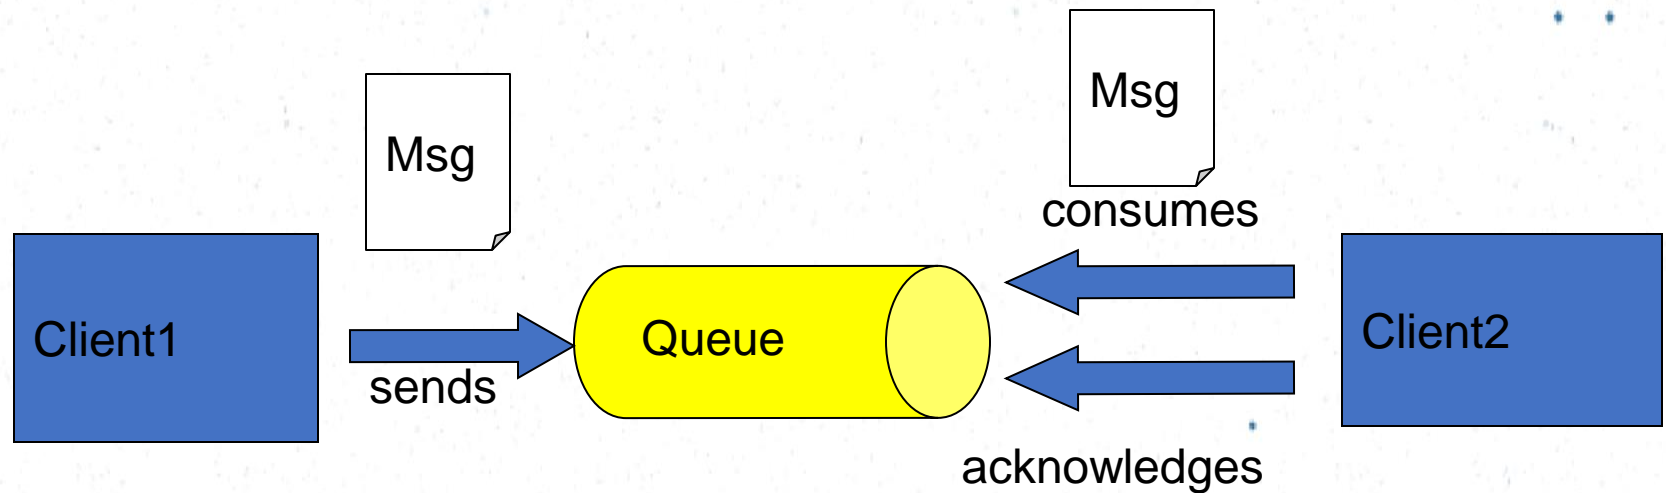 Msg
Msg
consumes
Client1
sends
Queue
Client2
acknowledges